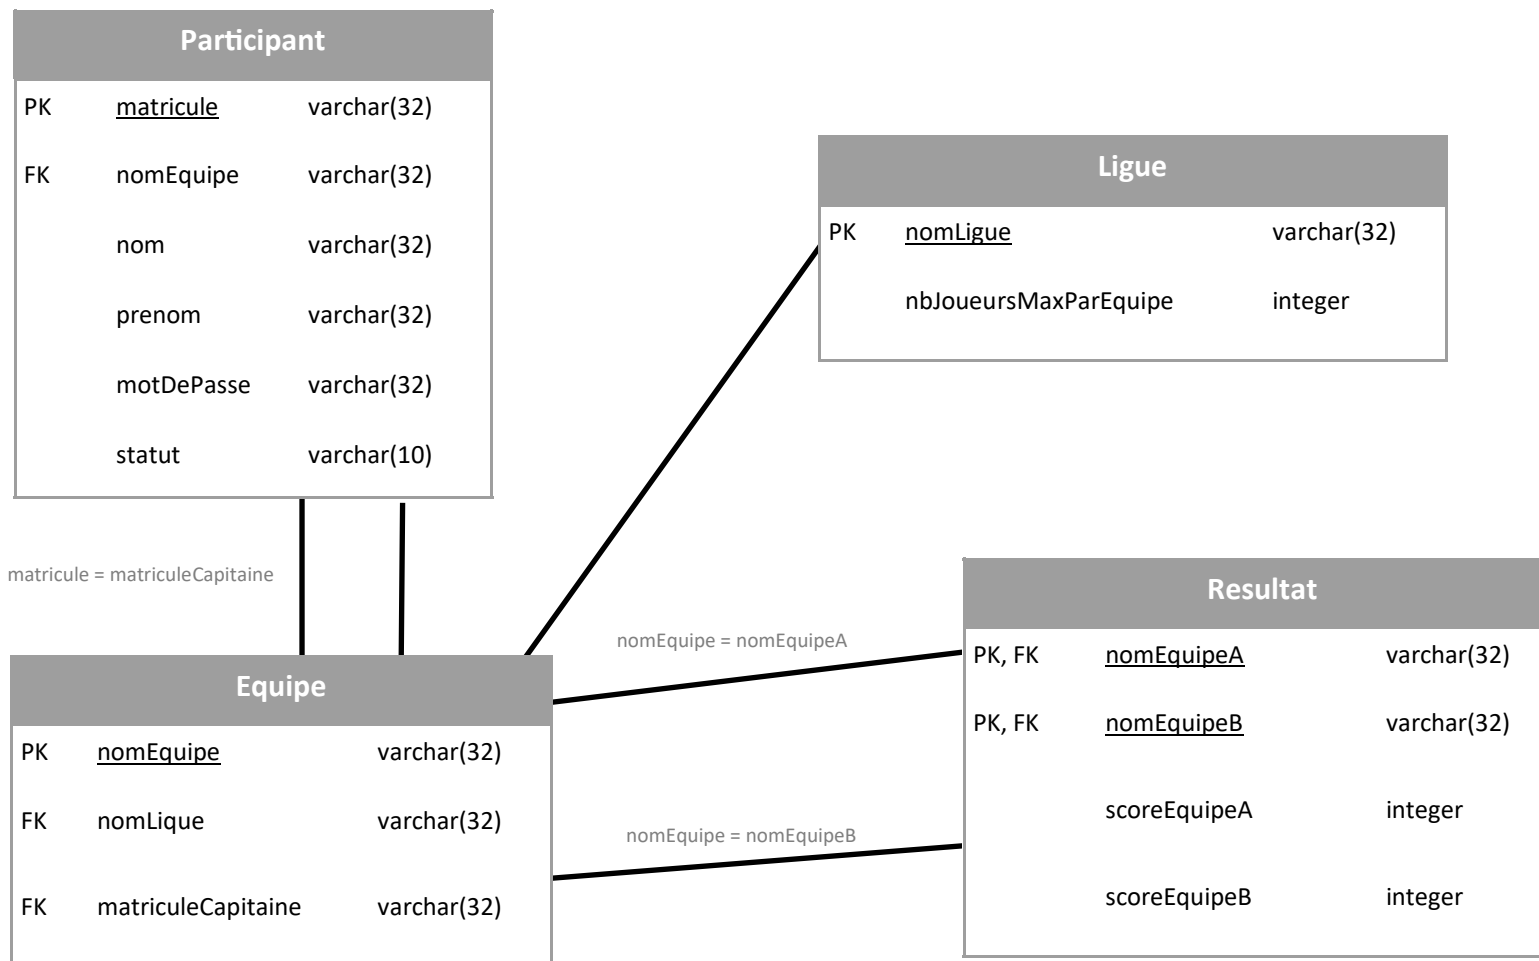 Participant
PK matricule varchar(32)
FK nomEquipe varchar(32)
nom varchar(32)
prenom varchar(32)
motDePasse varchar(32)
statut varchar(10)
Ligue
PK nomLigue varchar(32)
nbJoueursMaxParEquipe integer
matricule = matriculeCapitaine
nomEquipe = nomEquipeA
nomEquipe = nomEquipeB
Equipe
PK nomEquipe varchar(32)
FK nomLique varchar(32)
FK matriculeCapitaine varchar(32)
Resultat
PK, FK nomEquipeA varchar(32)
PK, FK nomEquipeB varchar(32)
scoreEquipeA integer
scoreEquipeB integer